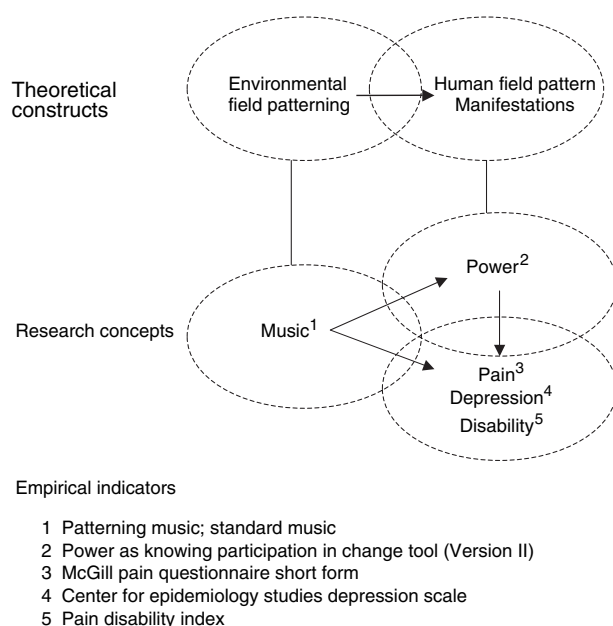 Theoretical
constructs
Environmental
field patterning
Human field pattern
Manifestations
Power2
Research concepts
Music1
Pain3
Depression4
Disability5
Empirical indicators
1 Patterning music; standard music
2 Power as knowing participation in change tool (Version II)
3 McGill pain questionnaire short form
4 Center for epidemiology studies depression scale
5 Pain disability index